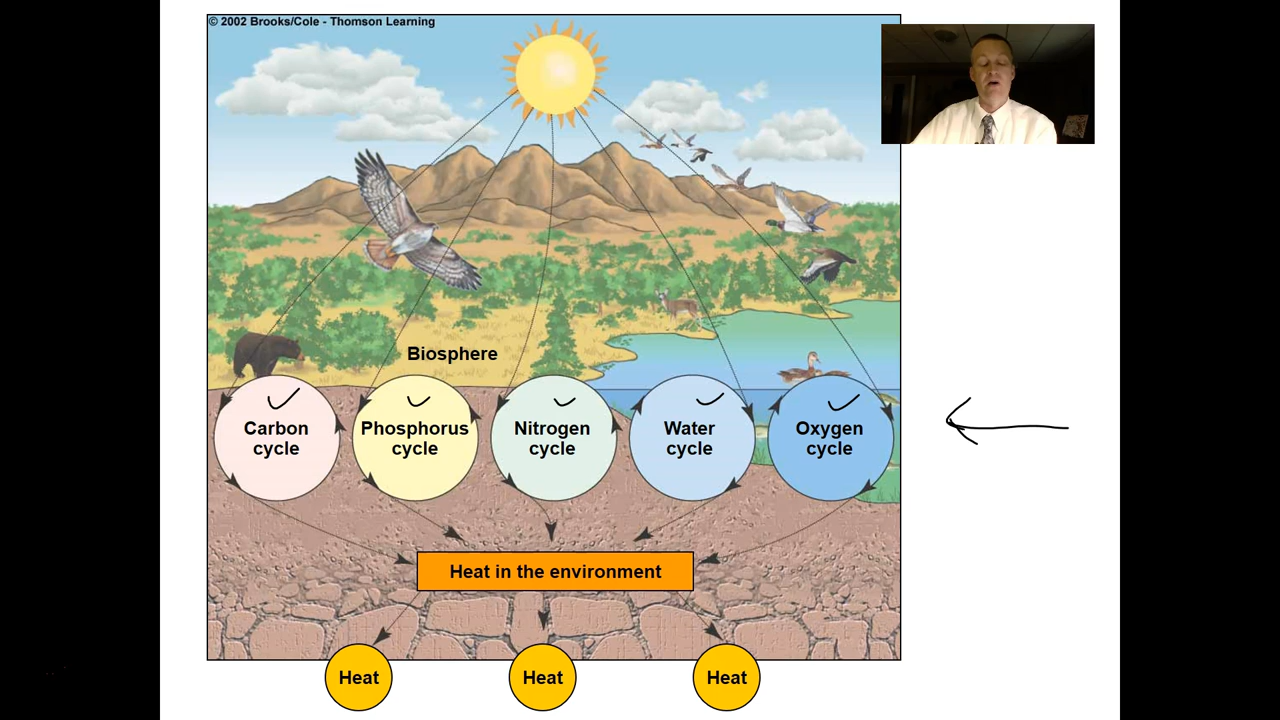 © 2002 Brooks/Cole - Thomson Learning
Biosphere
Carbon
cycle
Phosphorus
cycle
Nitrogen
cycle
Water
cycle
Oxygen
cycle
Heat in the environment
Heat
Heat
Heat